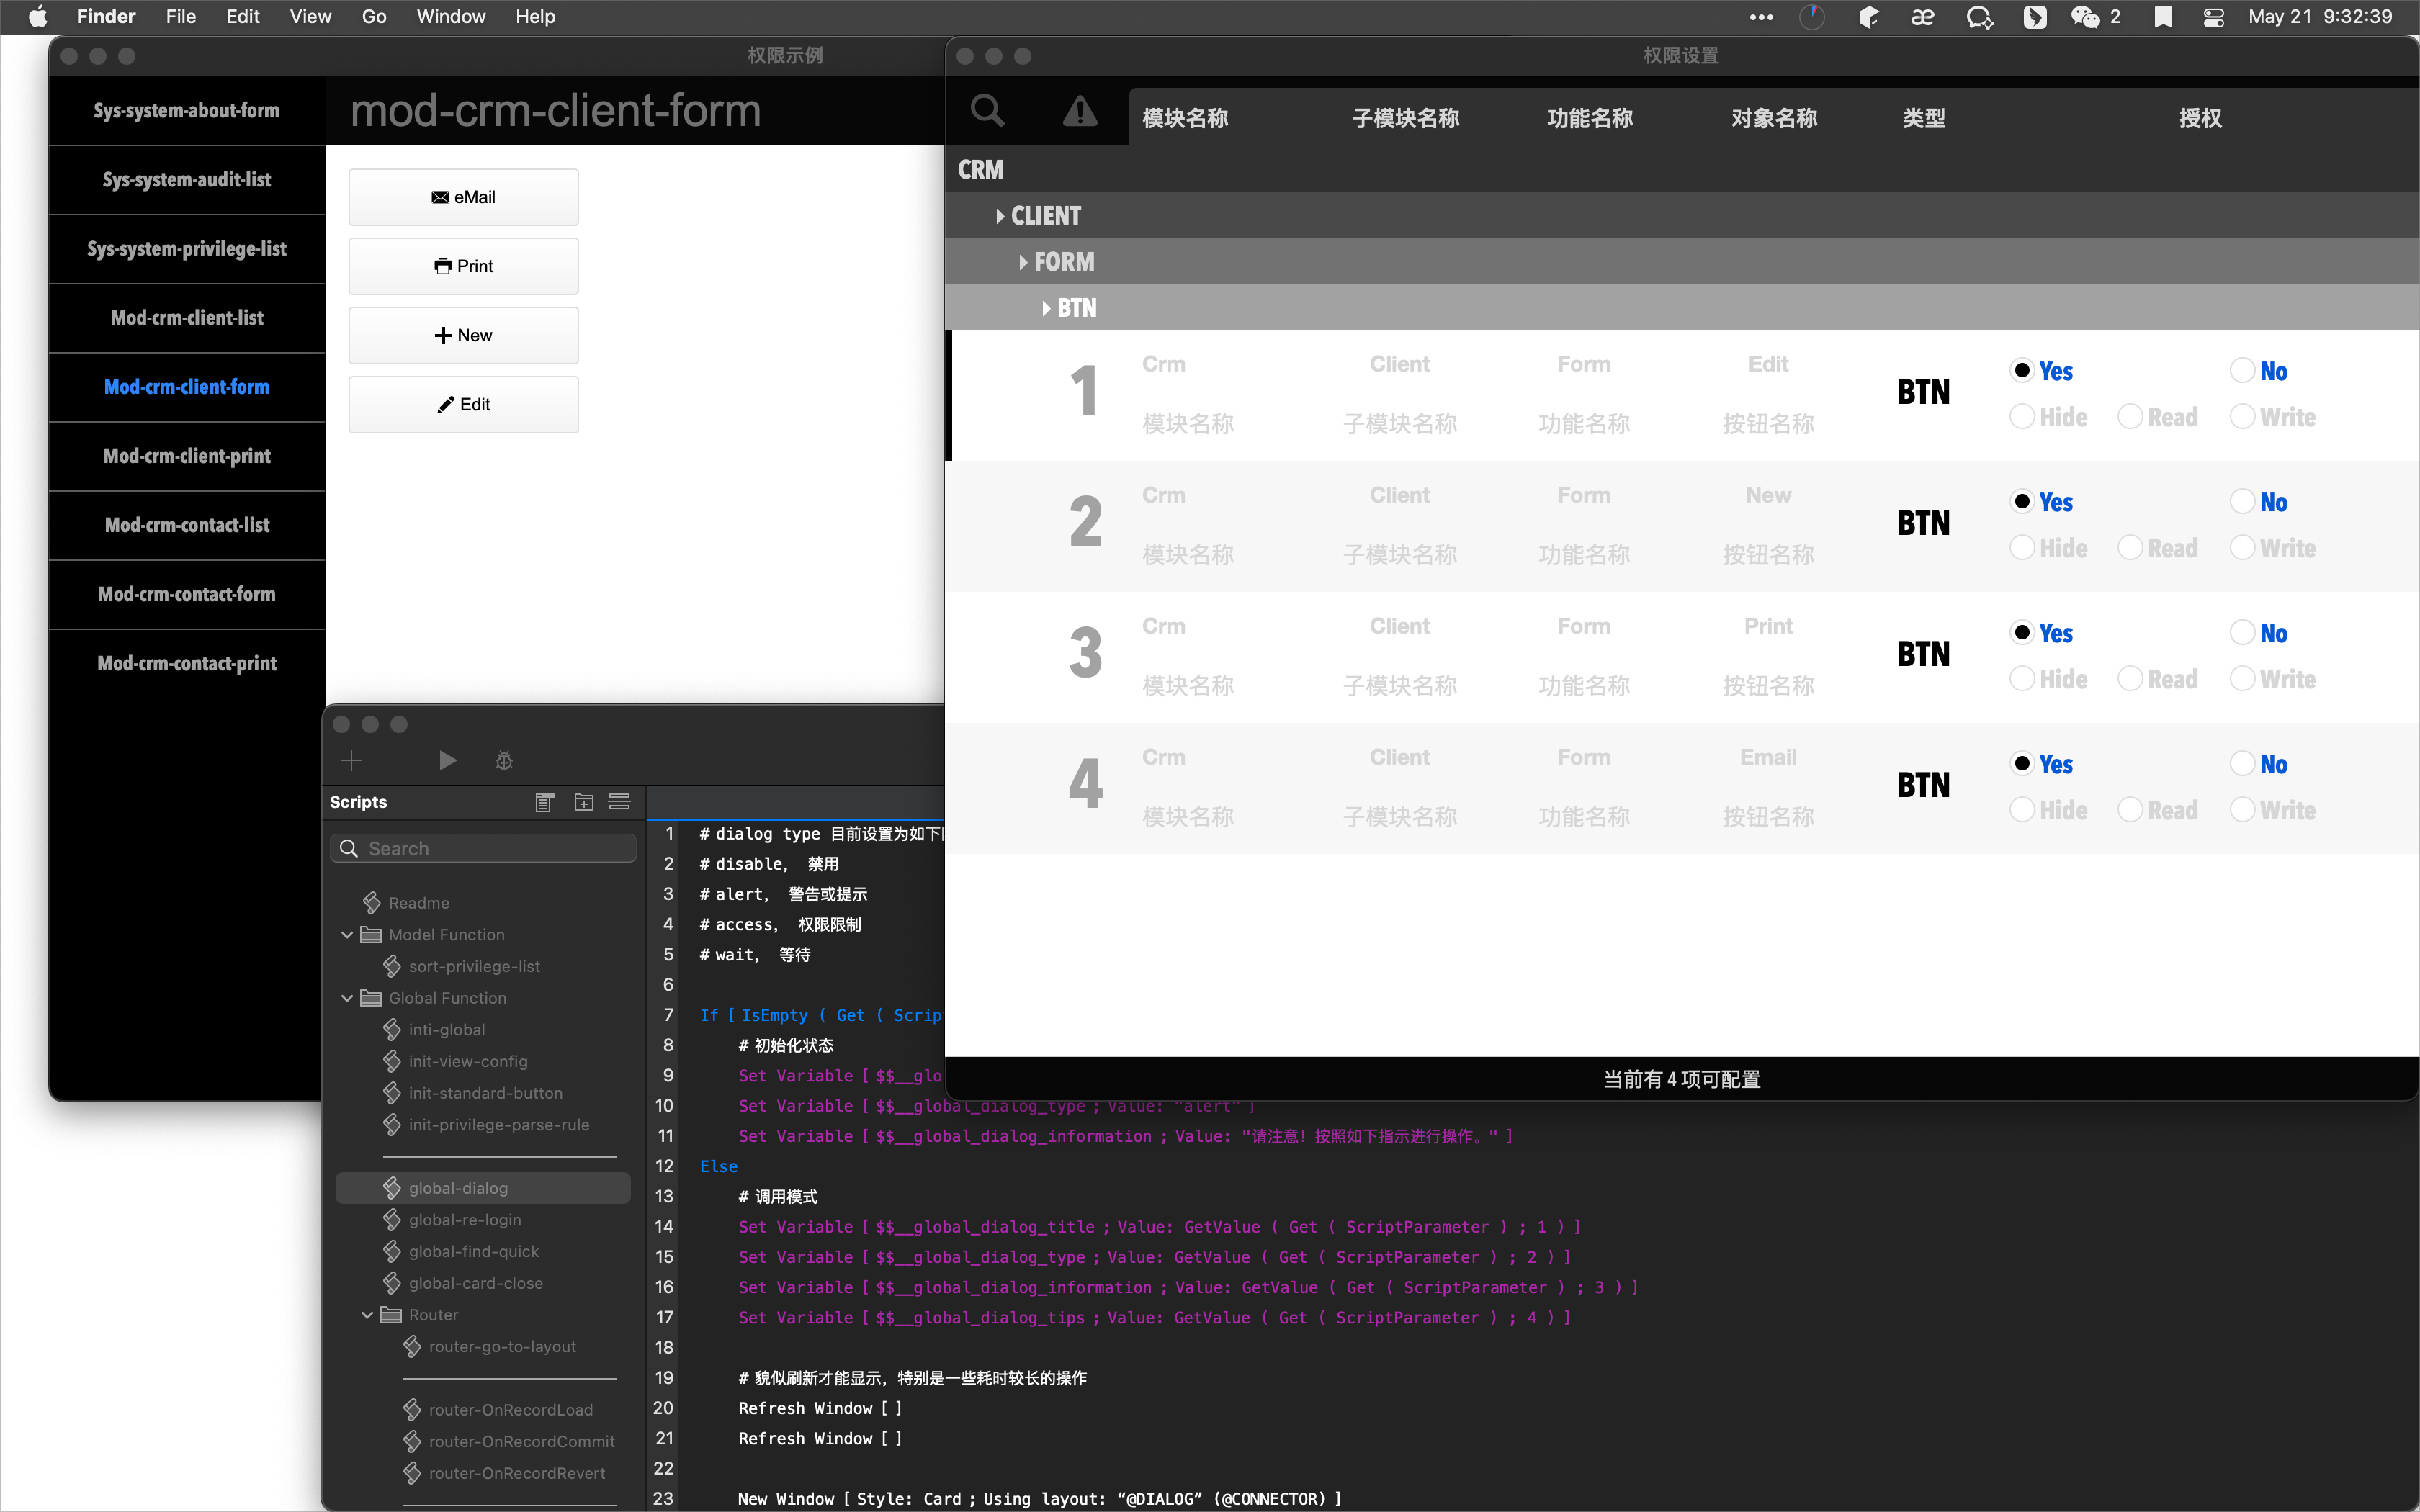 Finder File Edit View Go Window Help
æ 2 May 21 9:32:39
权限示例
Sys-system-about-form
Sys-system-audit-list
Sys-system-privilege-list
Mod-crm-client-list
Mod-crm-client-form
Mod-crm-client-print
Mod-crm-contact-list
Mod-crm-contact-form
Mod-crm-contact-print
mod-crm-client-form
eMail
Print
New
Edit
权限设置
模块名称 子模块名称 功能名称 对象名称 类型 授权
CRM
CLIENT
FORM
BTN
1 Crm Client Form Edit BTN Yes No
模块名称 子模块名称 功能名称 按钮名称 Hide Read Write
2 Crm Client Form New BTN Yes No
模块名称 子模块名称 功能名称 按钮名称 Hide Read Write
3 Crm Client Form Print BTN Yes No
模块名称 子模块名称 功能名称 按钮名称 Hide Read Write
4 Crm Client Form Email BTN Yes No
模块名称 子模块名称 功能名称 按钮名称 Hide Read Write
当前有 4 项可配置
Scripts
Search
Readme
Model Function
sort-privilege-list
Global Function
inti-global
init-view-config
init-standard-button
init-privilege-parse-rule
global-dialog
global-re-login
global-find-quick
global-card-close
Router
router-go-to-layout
router-OnRecordLoad
router-OnRecordCommit
router-OnRecordRevert
1 # dialog type 目前设置为如下
2 # disable， 禁用
3 # alert， 警告或提示
4 # access， 权限限制
5 # wait， 等待
6
7 If [ IsEmpty ( Get ( Scrip
8 # 初始化状态
9 Set Variable [ $$__glo
10 Set Variable [ $$__global_dialog_type ; Value: "alert" ]
11 Set Variable [ $$__global_dialog_information ; Value: "请注意！按照如下指示进行操作。" ]
12 Else
13 # 调用模式
14 Set Variable [ $$__global_dialog_title ; Value: GetValue ( Get ( ScriptParameter ) ; 1 ) ]
15 Set Variable [ $$__global_dialog_type ; Value: GetValue ( Get ( ScriptParameter ) ; 2 ) ]
16 Set Variable [ $$__global_dialog_information ; Value: GetValue ( Get ( ScriptParameter ) ; 3 ) ]
17 Set Variable [ $$__global_dialog_tips ; Value: GetValue ( Get ( ScriptParameter ) ; 4 ) ]
18
19 # 貌似刷新才能显示，特别是一些耗时较长的操作
20 Refresh Window [ ]
21 Refresh Window [ ]
22
23 New Window [ Style: Card ; Using layout: “@DIALOG” (@CONNECTOR) ]